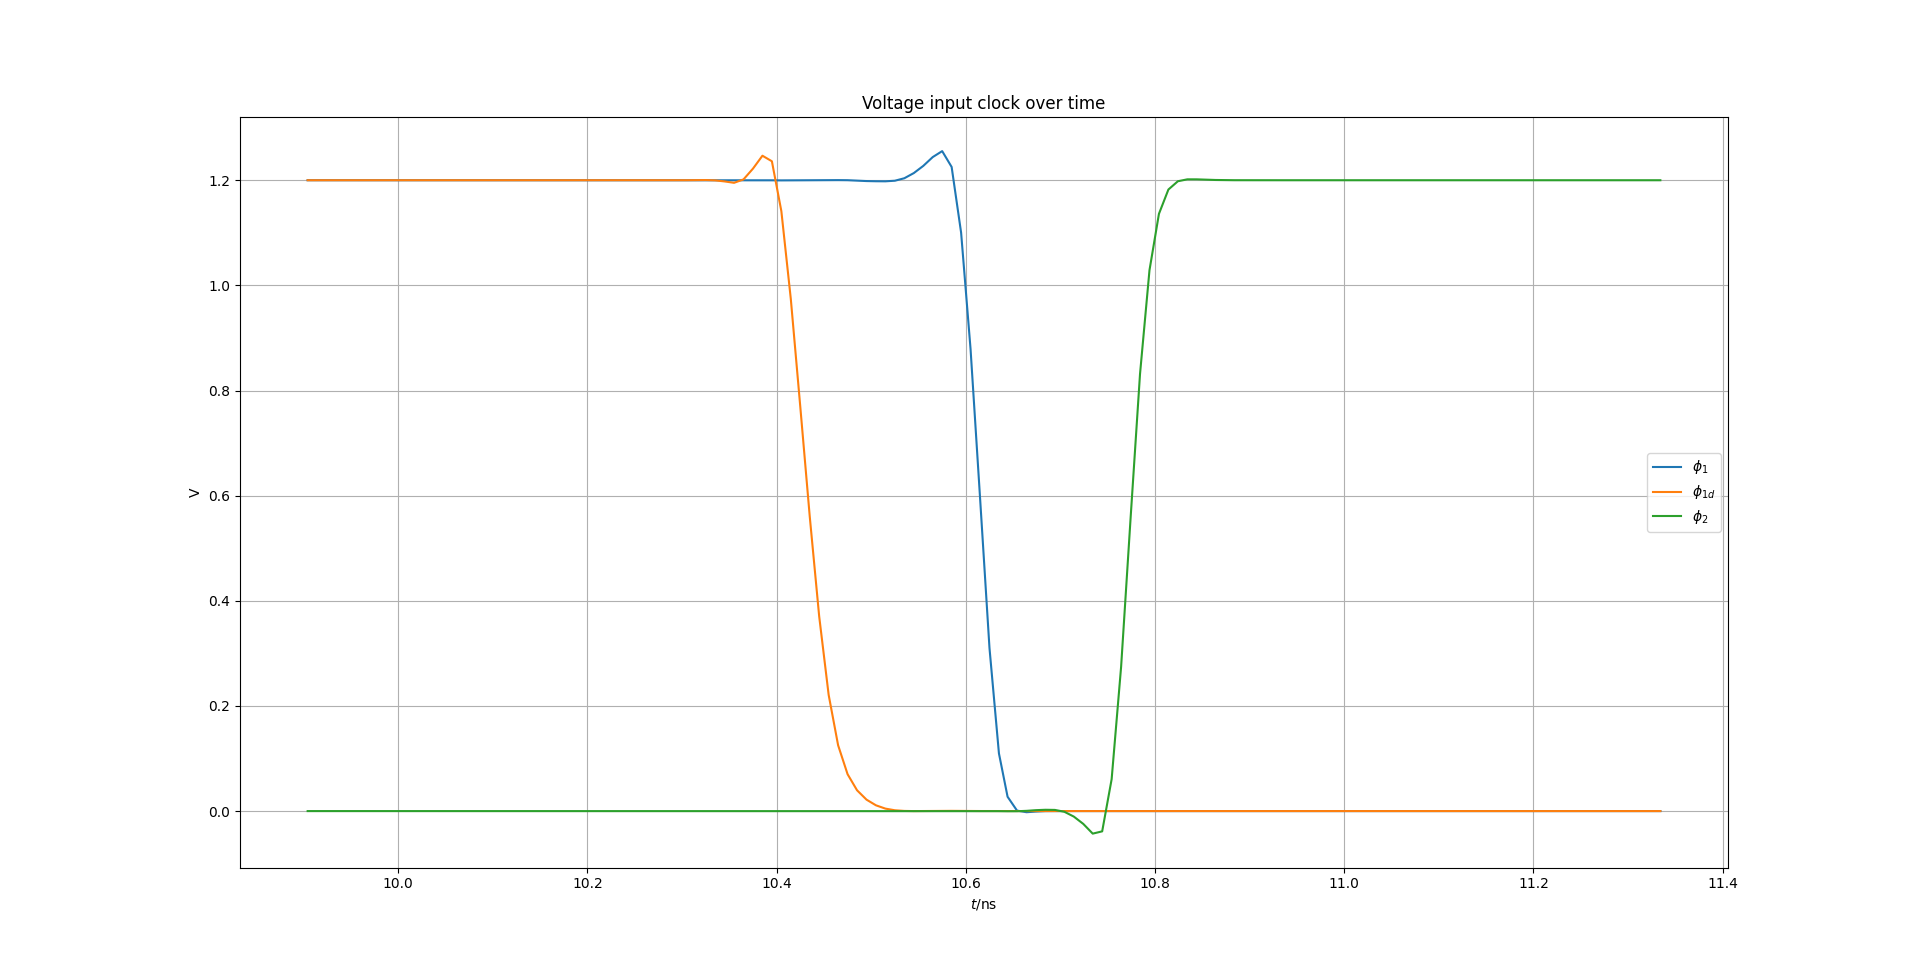 Voltage input clock over time
V
1.2
1.0
0.8
0.6
0.4
0.2
0.0
10.0 10.2 10.4 10.6 10.8 11.0 11.2 11.4
t/ns
ϕ₁
ϕ₁d
ϕ₂